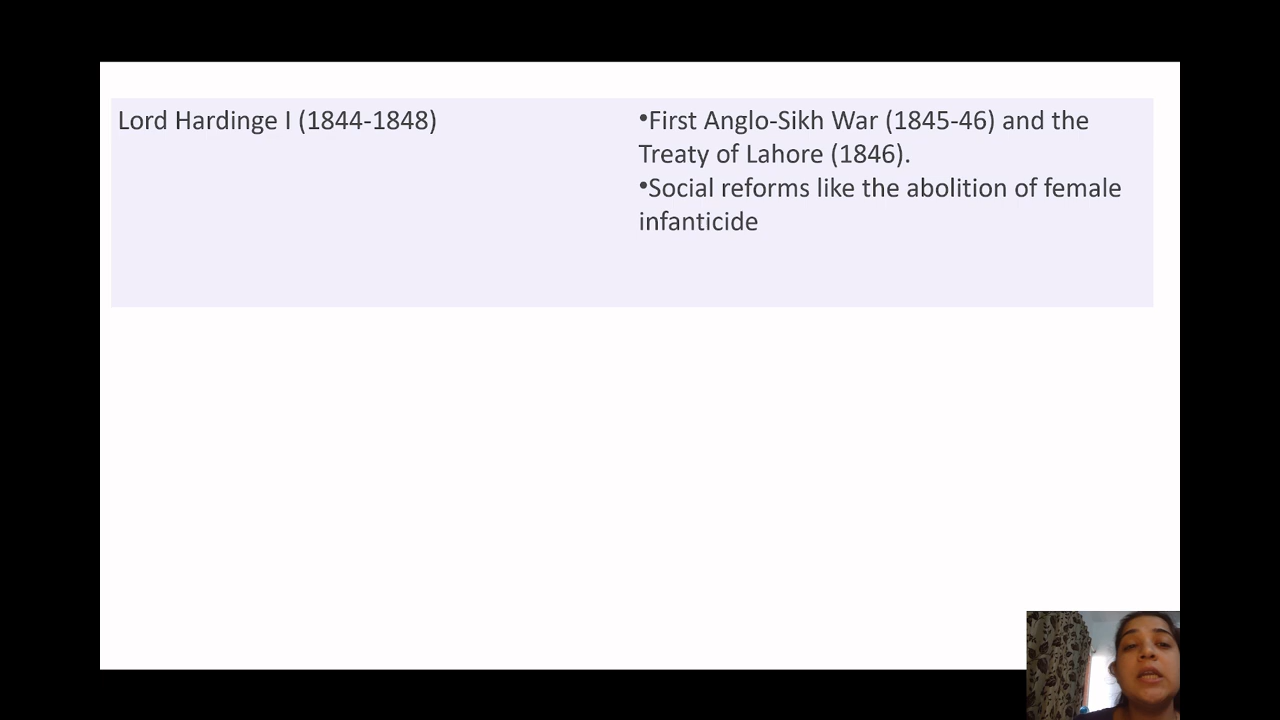 Lord Hardinge I (1844-1848)
•First Anglo-Sikh War (1845-46) and the
Treaty of Lahore (1846).
•Social reforms like the abolition of female
infanticide